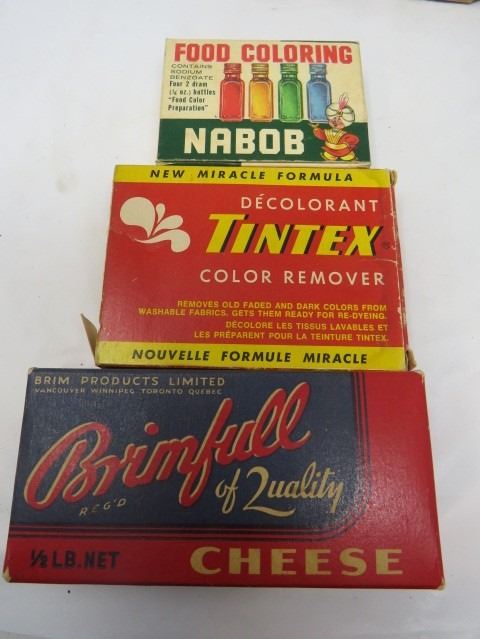 FOOD COLORING
CONTAINS
SODIUM
BENZOATE
Four 2 dram
(¼ oz.) bottles
"Food Color
Preparation"
NABOB
NEW MIRACLE FORMULA
DÉCOLORANT
TINTEX®
COLOR REMOVER
REMOVES OLD FADED AND DARK COLORS FROM
WASHABLE FABRICS. GETS THEM READY FOR RE-DYEING.
DÉCOLORE LES TISSUS LAVABLES ET
LES PRÉPARENT POUR LA TEINTURE TINTEX.
NOUVELLE FORMULE MIRACLE
BRIM PRODUCTS LIMITED
VANCOUVER WINNIPEG TORONTO QUEBEC
Brimfull
REG'D
of Quality
½ LB. NET
CHEESE